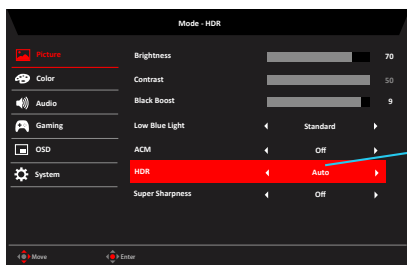 Mode - HDR
Picture
Brightness 70
Color
Contrast 50
Audio
Black Boost 9
Gaming
Low Blue Light Standard
OSD
ACM Off
System
HDR Auto
Super Sharpness Off
Move Enter